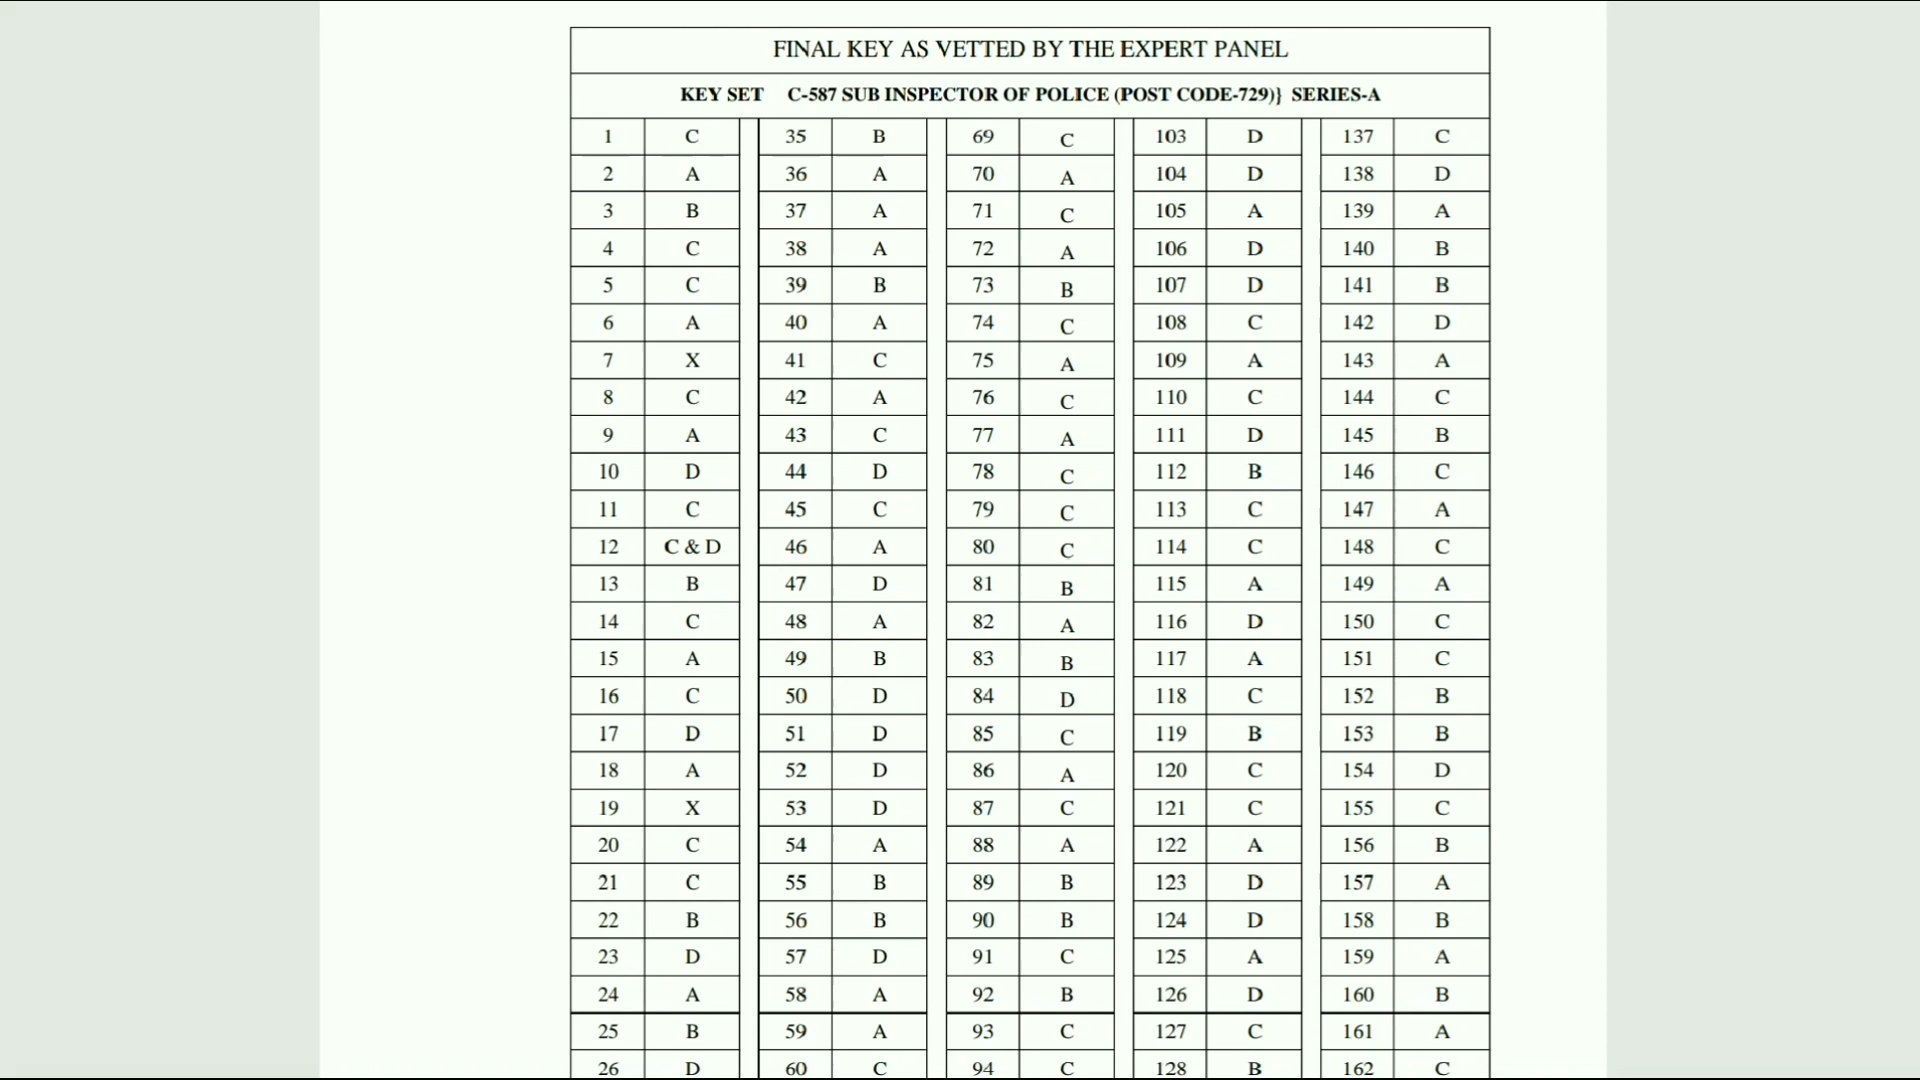 FINAL KEY AS VETTED BY THE EXPERT PANEL
KEY SET C-587 SUB INSPECTOR OF POLICE (POST CODE-729)} SERIES-A
1 C 35 B 69 C 103 D 137 C
2 A 36 A 70 A 104 D 138 D
3 B 37 A 71 C 105 A 139 A
4 C 38 A 72 A 106 D 140 B
5 C 39 B 73 B 107 D 141 B
6 A 40 A 74 C 108 C 142 D
7 X 41 C 75 A 109 A 143 A
8 C 42 A 76 C 110 C 144 C
9 A 43 C 77 A 111 D 145 B
10 D 44 D 78 C 112 B 146 C
11 C 45 C 79 C 113 C 147 A
12 C & D 46 A 80 C 114 C 148 C
13 B 47 D 81 B 115 A 149 A
14 C 48 A 82 A 116 D 150 C
15 A 49 B 83 B 117 A 151 C
16 C 50 D 84 D 118 C 152 B
17 D 51 D 85 C 119 B 153 B
18 A 52 D 86 A 120 C 154 D
19 X 53 D 87 C 121 C 155 C
20 C 54 A 88 A 122 A 156 B
21 C 55 B 89 B 123 D 157 A
22 B 56 B 90 B 124 D 158 B
23 D 57 D 91 C 125 A 159 A
24 A 58 A 92 B 126 D 160 B
25 B 59 A 93 C 127 C 161 A
26 D 60 C 94 C 128 B 162 C